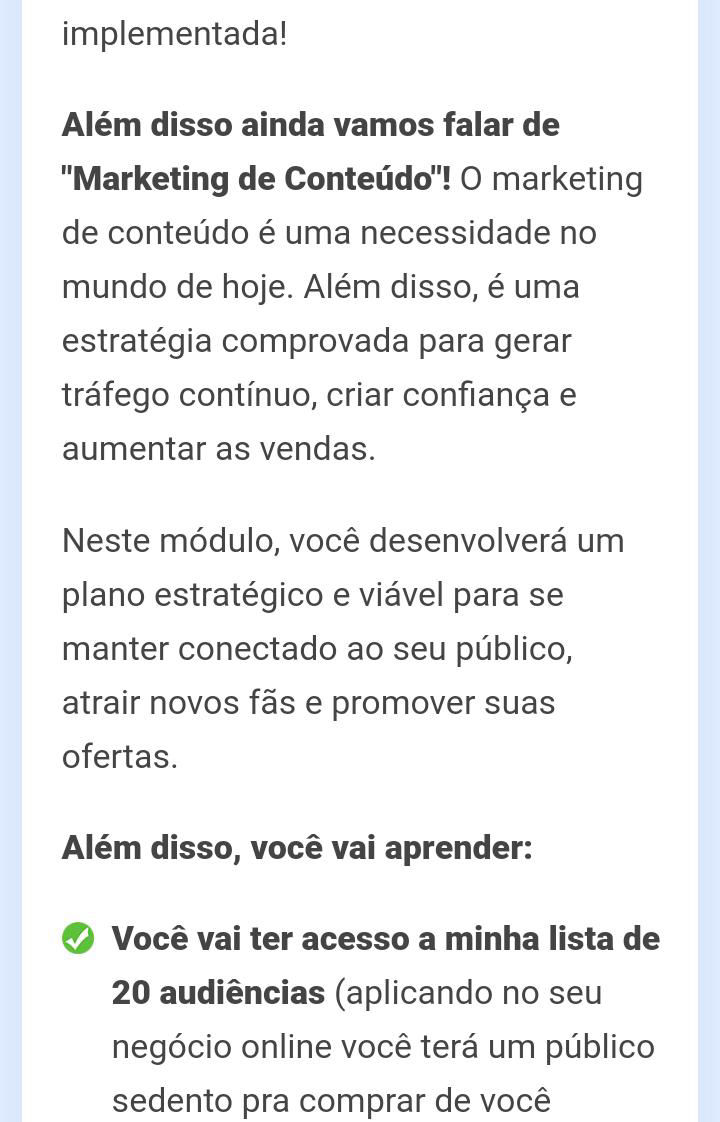 implementada!
Além disso ainda vamos falar de
"Marketing de Conteúdo"! O marketing
de conteúdo é uma necessidade no
mundo de hoje. Além disso, é uma
estratégia comprovada para gerar
tráfego contínuo, criar confiança e
aumentar as vendas.
Neste módulo, você desenvolverá um
plano estratégico e viável para se
manter conectado ao seu público,
atrair novos fãs e promover suas
ofertas.
Além disso, você vai aprender:
Você vai ter acesso a minha lista de
20 audiências (aplicando no seu
negócio online você terá um público
sedento pra comprar de você